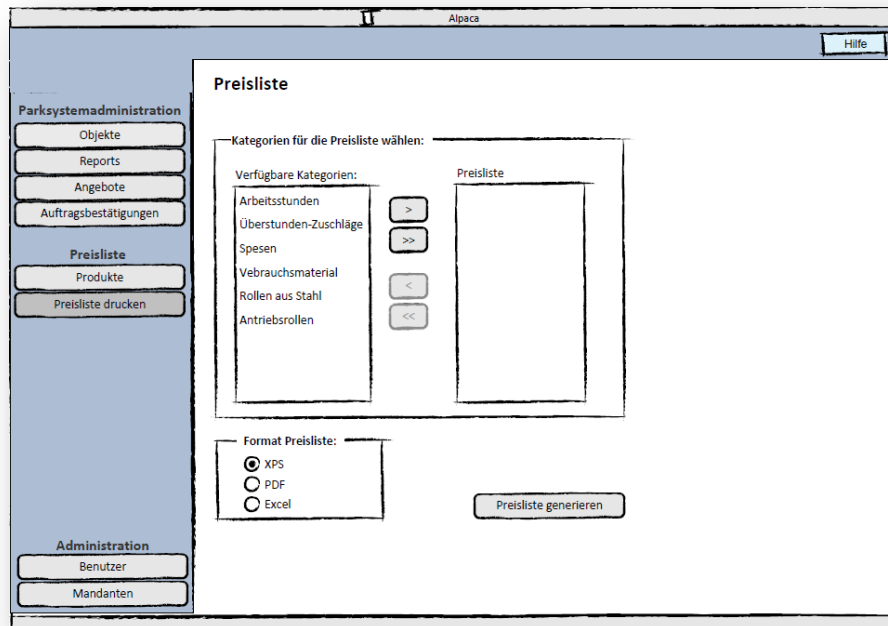 Alpaca
Hilfe
Parksystemadministration
Objekte
Reports
Angebote
Auftragsbestätigungen
Preisliste
Produkte
Preisliste drucken
Administration
Benutzer
Mandanten
Preisliste
Kategorien für die Preisliste wählen:
Verfügbare Kategorien:
Arbeitsstunden
Überstunden-Zuschläge
Spesen
Vebrauchsmaterial
Rollen aus Stahl
Antriebsrollen
>
>>
<
<<
Preisliste
Format Preisliste:
XPS
PDF
Excel
Preisliste generieren